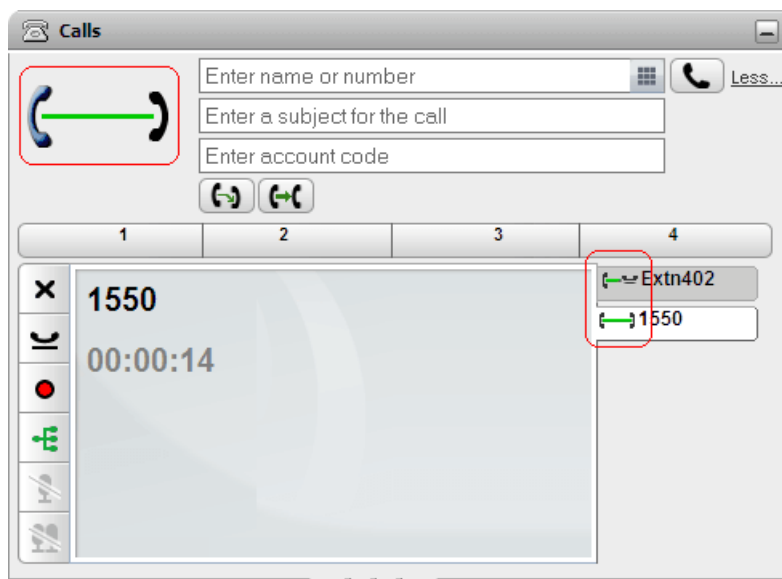 Calls
Enter name or number
Less...
Enter a subject for the call
Enter account code
1 2 3 4
1550
00:00:14
Extn402
1550